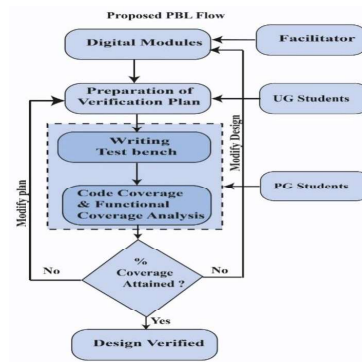 Proposed PBL Flow
Digital Modules
Facilitator
Preparation of
Verification Plan
UG Students
Writing
Test bench
Modify Design
Modify plan
Code Coverage
& Functional
Coverage Analysis
PG Students
%
Coverage
Attained ?
No
No
Yes
Design Verified